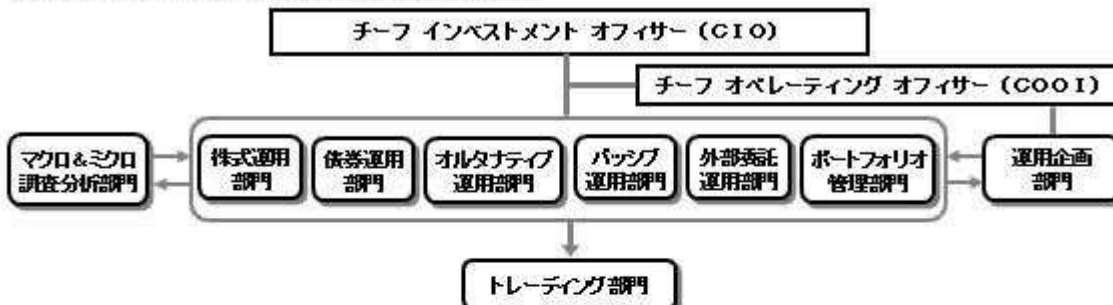 チーフ インベストメント オフィサー (CIO)
チーフ オペレーティング オフィサー (COOI)
マクロ&ミクロ
調査分析部門
株式運用
部門
債券運用
部門
オルタナティブ
運用部門
パッシブ
運用部門
外部委託
運用部門
ポートフォリオ
管理部門
運用企画
部門
トレーディング部門